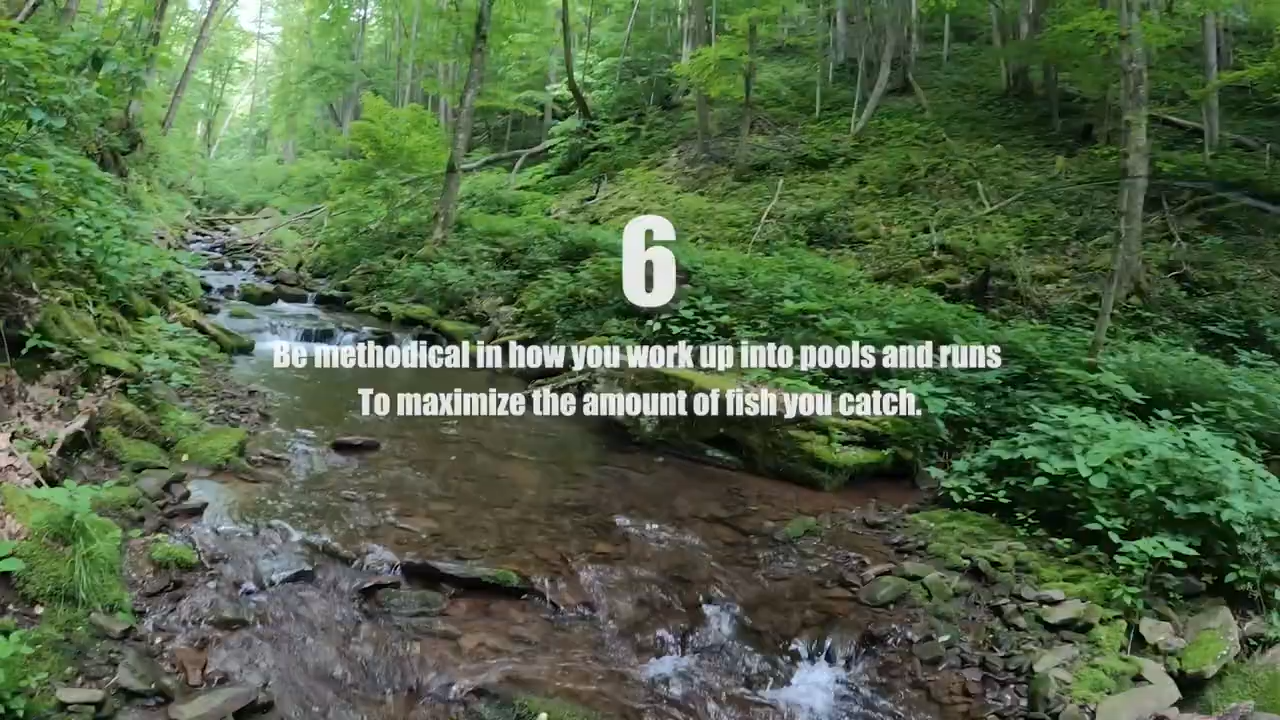 6
Be methodical in how you work up into pools and runs
To maximize the amount of fish you catch.